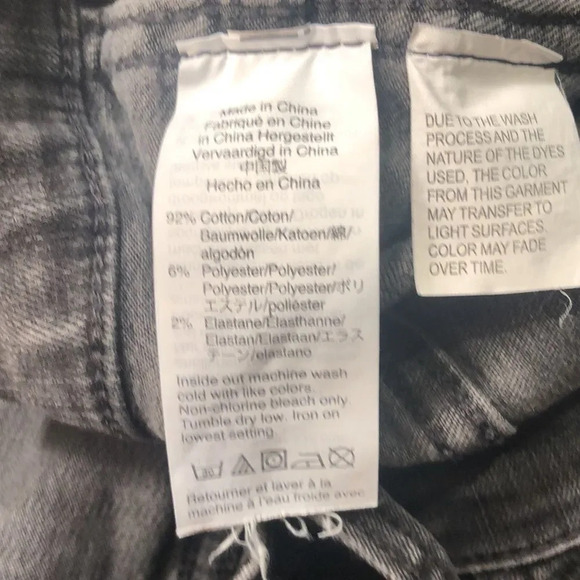 Made in China
Fabriqué en Chine
in China Hergestellt
Vervaardigd in China
中国製
Hecho en China
92% Cotton/Coton/
Baumwolle/Katoen/綿/
algodón
6% Polyester/Polyester/
Polyester/Polyester/ポリ
エステル/poliéster
2% Elastane/Élasthanne/
Elastan/Elastaan/エラス
テーン/elastano
Inside out machine wash
cold with like colors.
Non-chlorine bleach only.
Tumble dry low. Iron on
lowest setting.
Retourner et laver à la
machine à l'eau froide avec
DUE TO THE WASH
PROCESS AND THE
NATURE OF THE DYES
USED, THE COLOR
FROM THIS GARMENT
MAY TRANSFER TO
LIGHT SURFACES.
COLOR MAY FADE
OVER TIME.